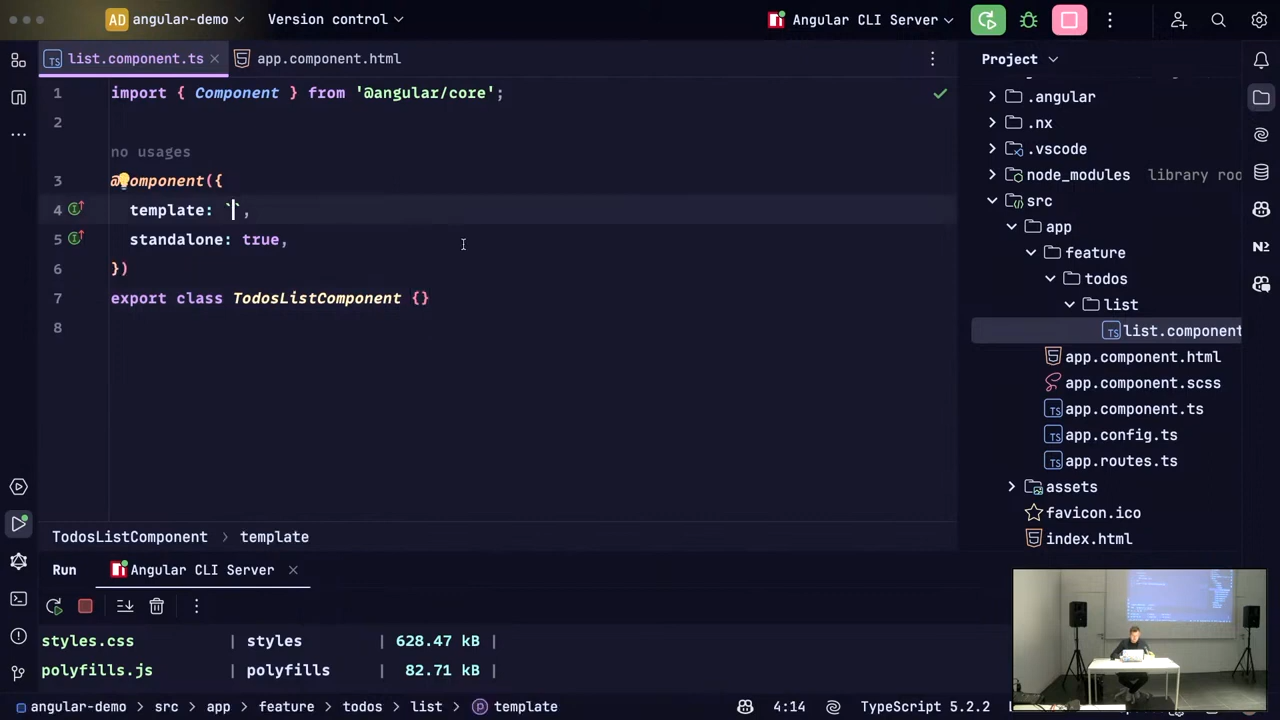 AD angular-demo Version control Angular CLI Server
list.component.ts app.component.html Project
1 import { Component } from '@angular/core';
2
no usages
3 @Component({
4 template: ``,
5 standalone: true,
6 })
7 export class TodosListComponent {}
8
.angular
.nx
.vscode
node_modules library roo
src
app
feature
todos
list
TS list.component
app.component.html
app.component.scss
TS app.component.ts
TS app.config.ts
TS app.routes.ts
assets
favicon.ico
index.html
N2
TodosListComponent › template
Run Angular CLI Server
styles.css | styles | 628.47 kB |
polyfills.js | polyfills | 82.71 kB |
angular-demo › src › app › feature › todos › list › template 4:14 TypeScript 5.2.2